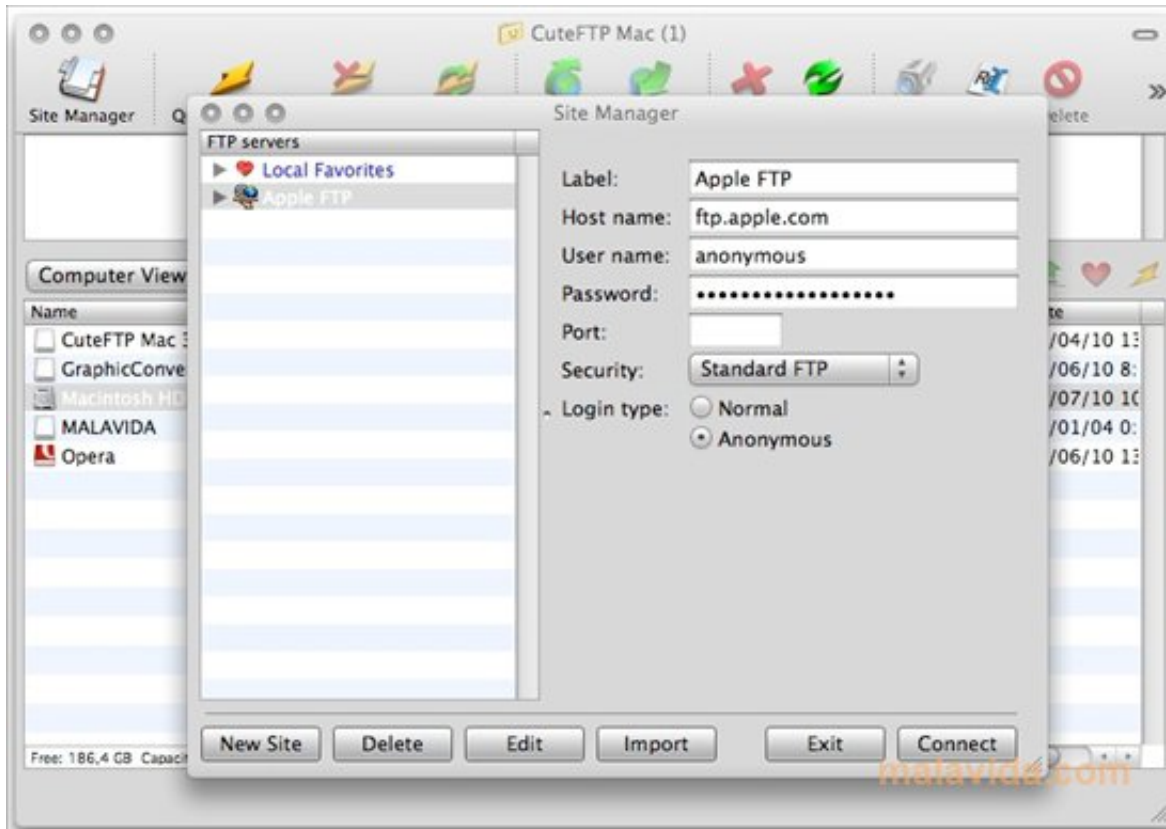 CuteFTP Mac (1)
Site Manager
elete
Site Manager
FTP servers
Local Favorites
Apple FTP
Label: Apple FTP
Host name: ftp.apple.com
User name: anonymous
Password: ••••••••••••••••••
Port:
Security: Standard FTP
Login type: Normal
Anonymous
Computer View
Name
CuteFTP Mac
GraphicConve
Macintosh HD
MALAVIDA
Opera
te
/04/10 13
/06/10 8:
/07/10 10
/01/04 0:
/06/10 13
New Site Delete Edit Import Exit Connect
Free: 186,4 GB Capaci
malavida.com